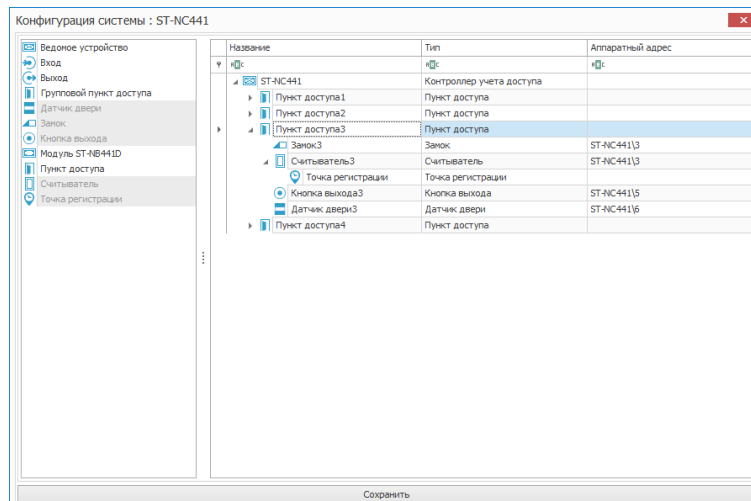 Конфигурация системы : ST-NC441
Ведомое устройство
Вход
Выход
Групповой пункт доступа
Датчик двери
Замок
Кнопка выхода
Модуль ST-NB441D
Пункт доступа
Считыватель
Точка регистрации
Название Тип Аппаратный адрес
ST-NC441 Контроллер учета доступа
Пункт доступа1 Пункт доступа
Пункт доступа2 Пункт доступа
Пункт доступа3 Пункт доступа
Замок3 Замок ST-NC441\3
Считыватель3 Считыватель ST-NC441\3
Точка регистрации Точка регистрации
Кнопка выхода3 Кнопка выхода ST-NC441\5
Датчик двери3 Датчик двери ST-NC441\6
Пункт доступа4 Пункт доступа
Сохранить